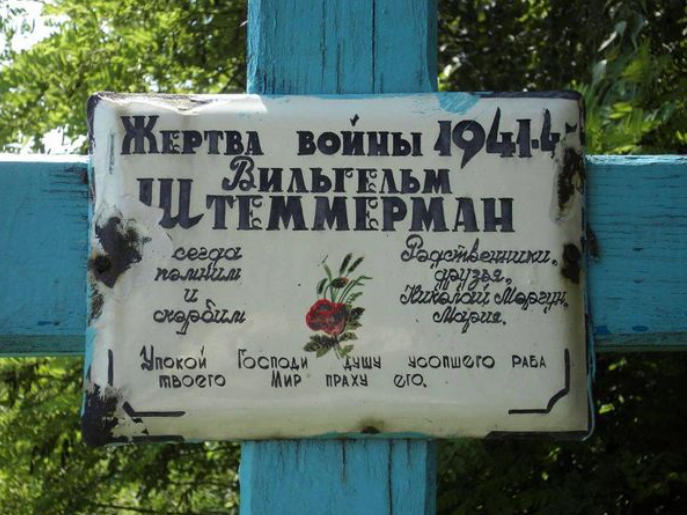 Жертва войны 1941-4
Вильгельм
Штеммерман
сегда
помним
и
скорбим
Родственники,
друзья,
Николай Моргун,
Мария.
Упокой Господи душу усопшего раба
твоего Мир праху его.